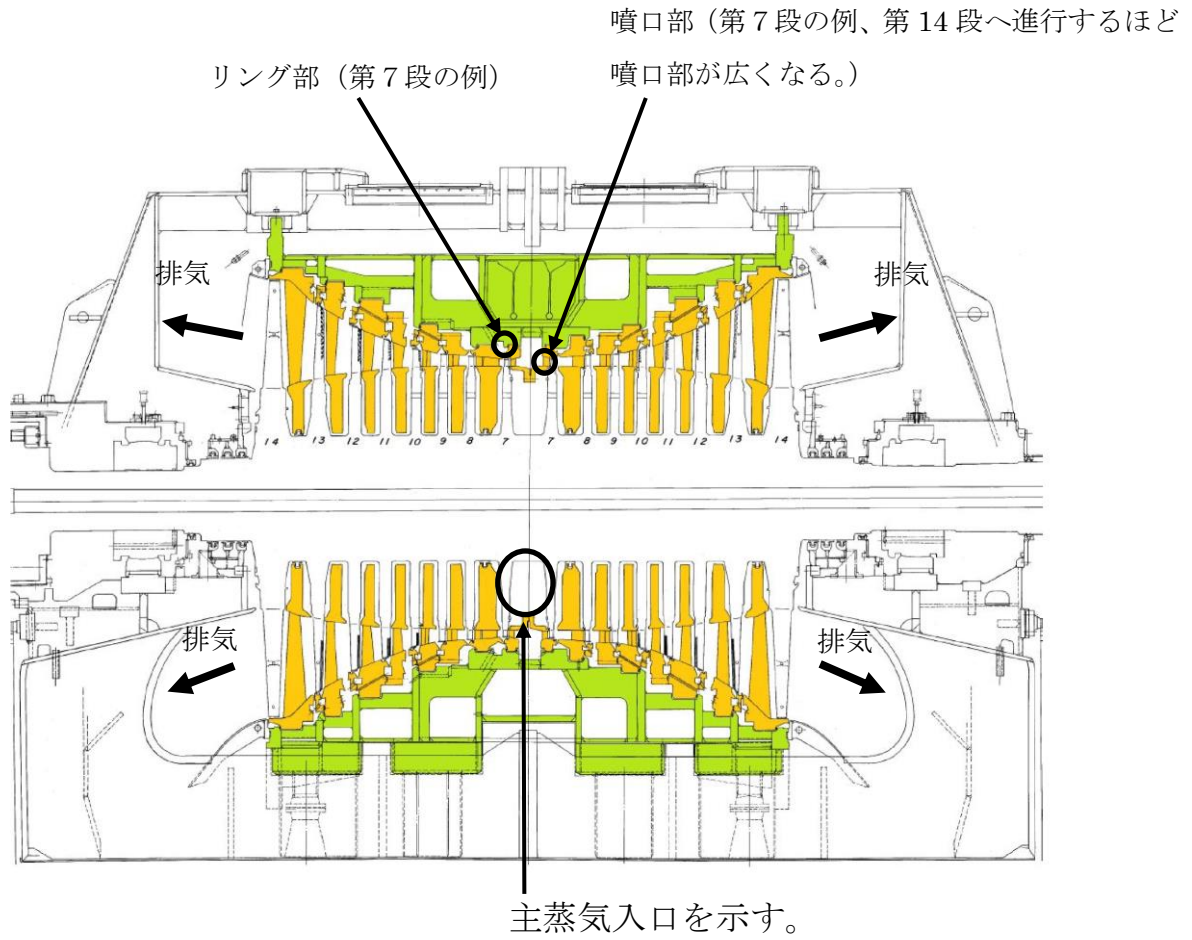 噴口部（第７段の例、第 14 段へ進行するほど
噴口部が広くなる。）
リング部（第７段の例）
排気
排気
14 13 12 11 10 9 8 7 7 8 9 10 11 12 13 14
排気
排気
主蒸気入口を示す。